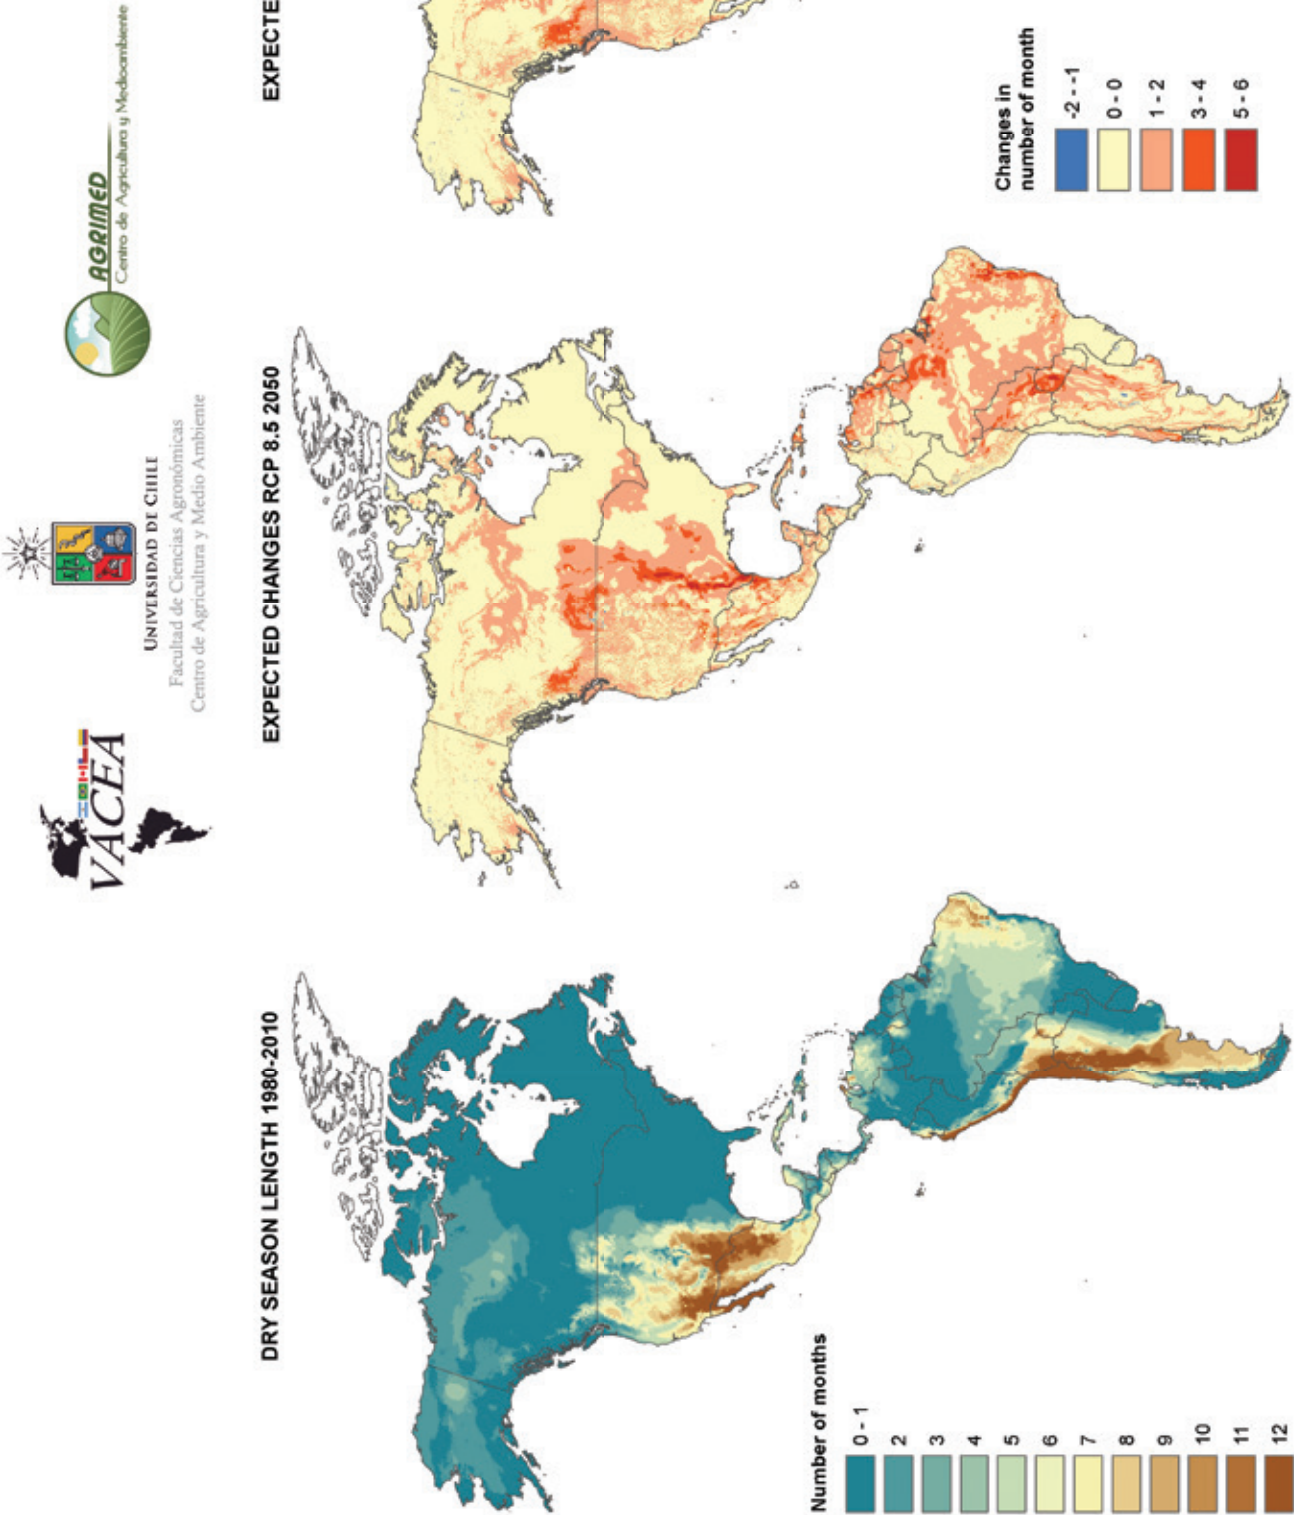 VACEA
UNIVERSIDAD DE CHILE
Facultad de Ciencias Agronómicas
Centro de Agricultura y Medio Ambiente
AGRIMED
Centro de Agricultura y Medioambiente
DRY SEASON LENGTH 1980-2010
EXPECTED CHANGES RCP 8.5 2050
EXPECTE
Number of months
0 - 1
2
3
4
5
6
7
8
9
10
11
12
Changes in
number of month
-2 - -1
0 - 0
1 - 2
3 - 4
5 - 6